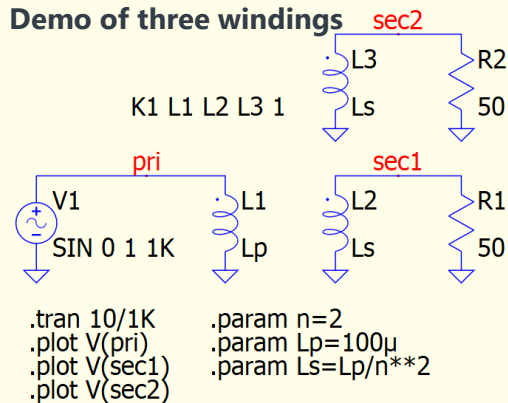 Demo of three windings
sec2
L3
R2
K1 L1 L2 L3 1
Ls
50
pri
sec1
V1
L1
L2
R1
SIN 0 1 1K
Lp
Ls
50
.tran 10/1K
.plot V(pri)
.plot V(sec1)
.plot V(sec2)
.param n=2
.param Lp=100µ
.param Ls=Lp/n**2